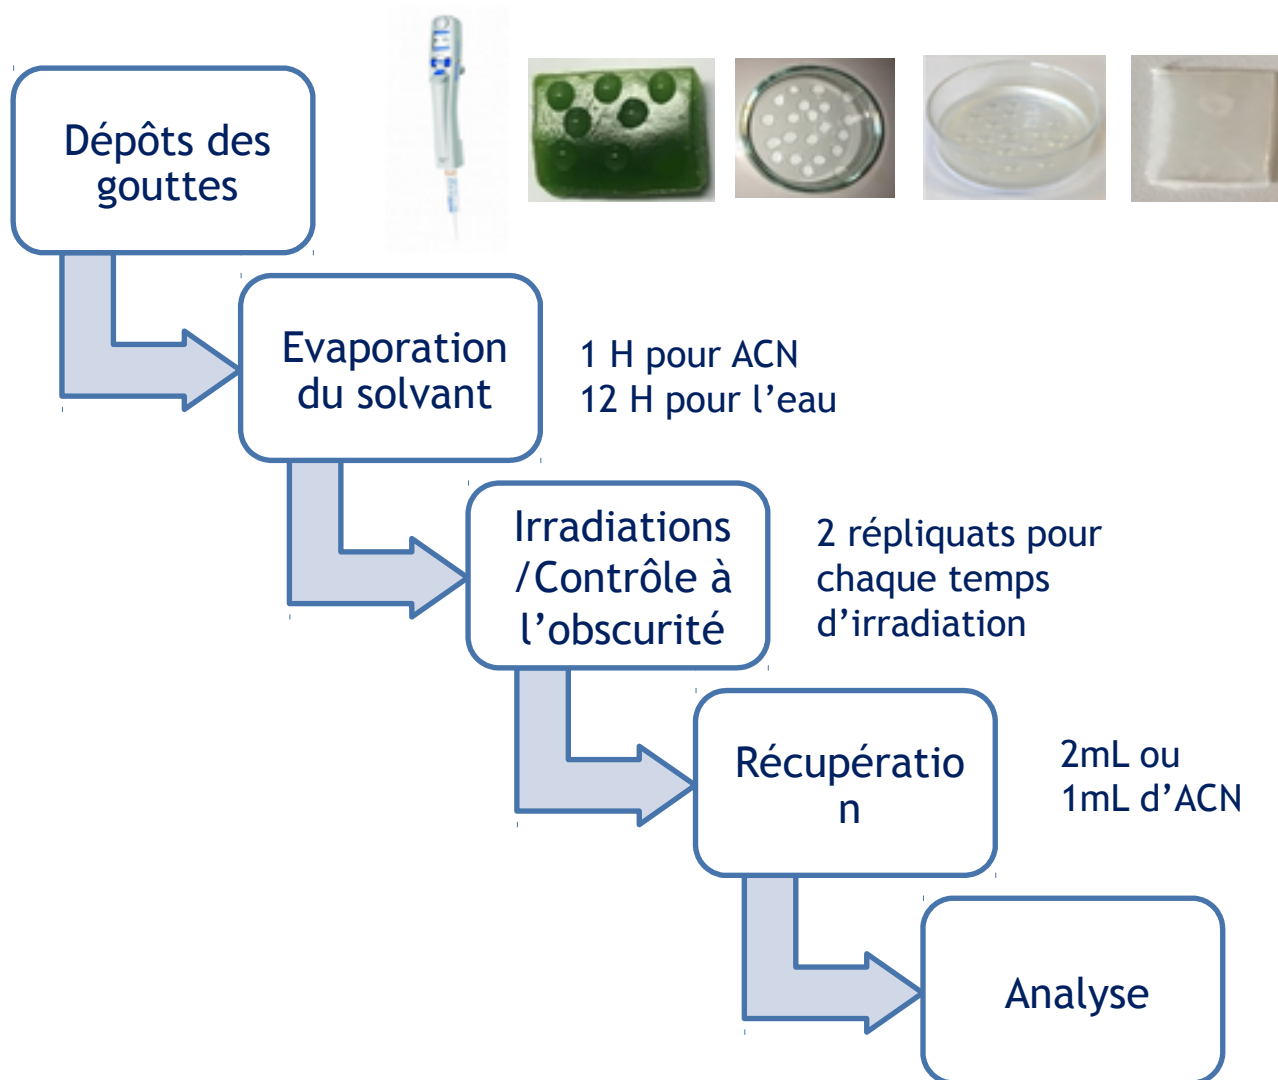 Dépôts des
gouttes
Evaporation
du solvant
1 H pour ACN
12 H pour l’eau
Irradiations
/Contrôle à
l’obscurité
2 répliquats pour
chaque temps
d’irradiation
Récupératio
n
2mL ou
1mL d’ACN
Analyse